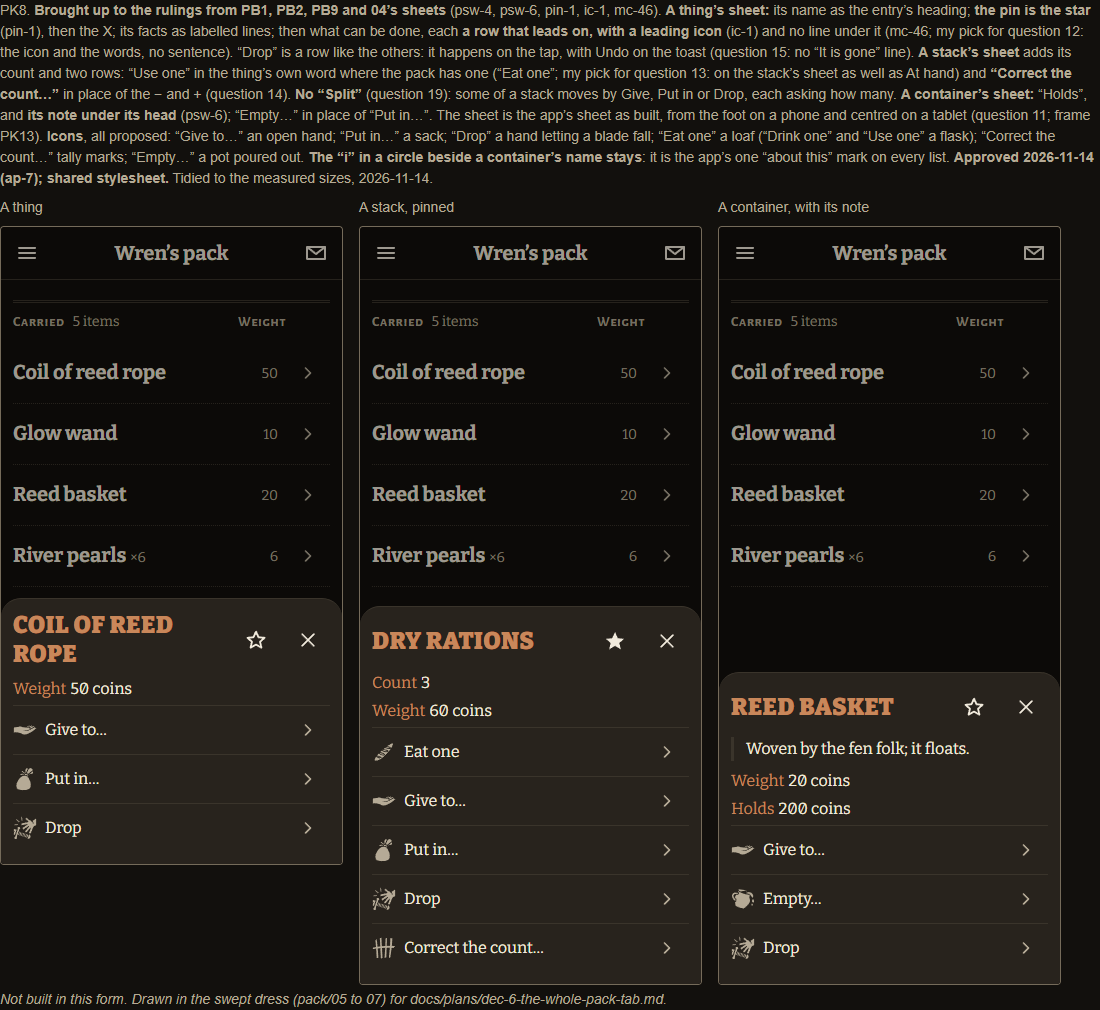 PK8. Brought up to the rulings from PB1, PB2, PB9 and 04’s sheets (psw-4, psw-6, pin-1, ic-1, mc-46). A thing’s sheet: its name as the entry’s heading; the pin is the star
(pin-1), then the X; its facts as labelled lines; then what can be done, each a row that leads on, with a leading icon (ic-1) and no line under it (mc-46; my pick for question 12:
the icon and the words, no sentence). “Drop” is a row like the others: it happens on the tap, with Undo on the toast (question 15: no “It is gone” line). A stack’s sheet adds its
count and two rows: “Use one” in the thing’s own word where the pack has one (“Eat one”; my pick for question 13: on the stack’s sheet as well as At hand) and “Correct the
count…” in place of the − and + (question 14). No “Split” (question 19): some of a stack moves by Give, Put in or Drop, each asking how many. A container’s sheet: “Holds”,
and its note under its head (psw-6); “Empty…” in place of “Put in…”. The sheet is the app’s sheet as built, from the foot on a phone and centred on a tablet (question 11; frame
PK13). Icons, all proposed: “Give to…” an open hand; “Put in…” a sack; “Drop” a hand letting a blade fall; “Eat one” a loaf (“Drink one” and “Use one” a flask); “Correct the
count…” tally marks; “Empty…” a pot poured out. The “i” in a circle beside a container’s name stays: it is the app’s one “about this” mark on every list. Approved 2026-11-14
(ap-7); shared stylesheet. Tidied to the measured sizes, 2026-11-14.
A thing
Wren’s pack
CARRIED 5 items WEIGHT
Coil of reed rope 50
Glow wand 10
Reed basket 20
River pearls ×6 6
COIL OF REED
ROPE
Weight 50 coins
Give to…
Put in…
Drop
A stack, pinned
Wren’s pack
CARRIED 5 items WEIGHT
Coil of reed rope 50
Glow wand 10
Reed basket 20
River pearls ×6 6
DRY RATIONS
Count 3
Weight 60 coins
Eat one
Give to…
Put in…
Drop
Correct the count…
A container, with its note
Wren’s pack
CARRIED 5 items WEIGHT
Coil of reed rope 50
Glow wand 10
Reed basket 20
River pearls ×6 6
REED BASKET
Woven by the fen folk; it floats.
Weight 20 coins
Holds 200 coins
Give to…
Empty…
Drop
Not built in this form. Drawn in the swept dress (pack/05 to 07) for docs/plans/dec-6-the-whole-pack-tab.md.